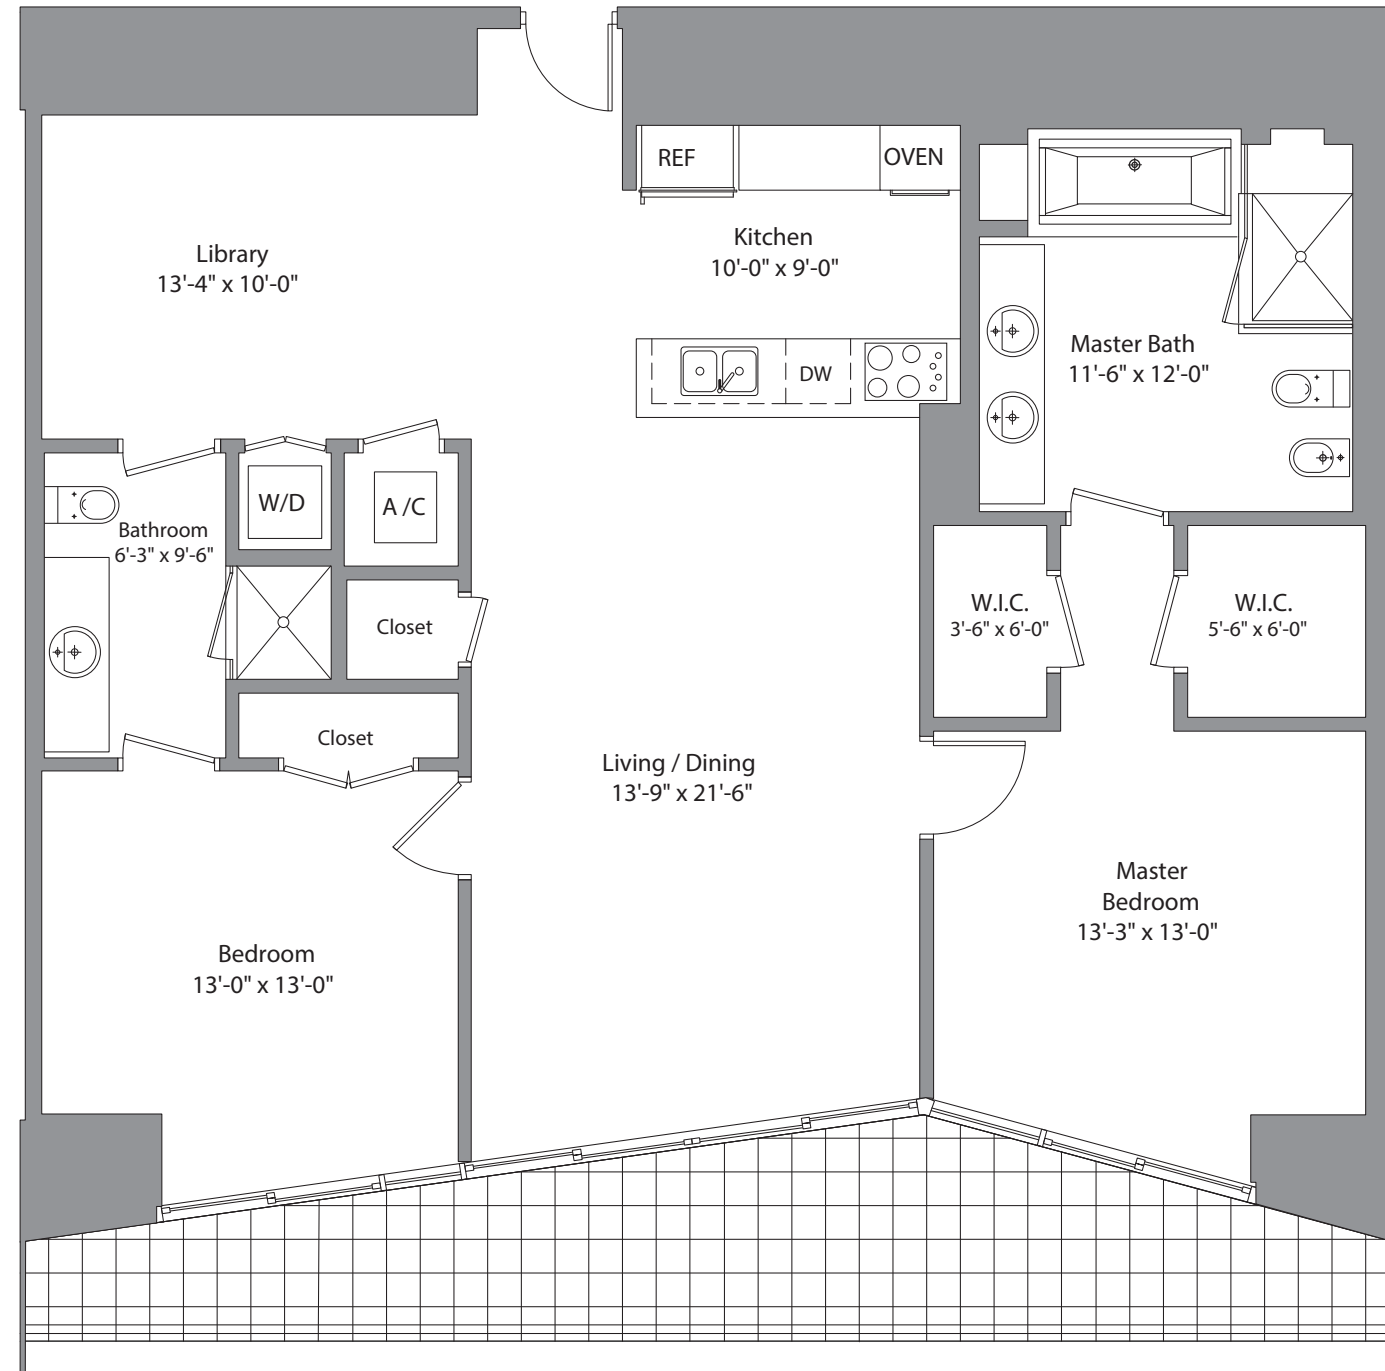 REF
OVEN
Library
13'-4" x 10'-0"
Kitchen
10'-0" x 9'-0"
DW
Master Bath
11'-6" x 12'-0"
W/D
A /C
Bathroom
6'-3" x 9'-6"
Closet
W.I.C.
3'-6" x 6'-0"
W.I.C.
5'-6" x 6'-0"
Closet
Living / Dining
13'-9" x 21'-6"
Master
Bedroom
13'-3" x 13'-0"
Bedroom
13'-0" x 13'-0"